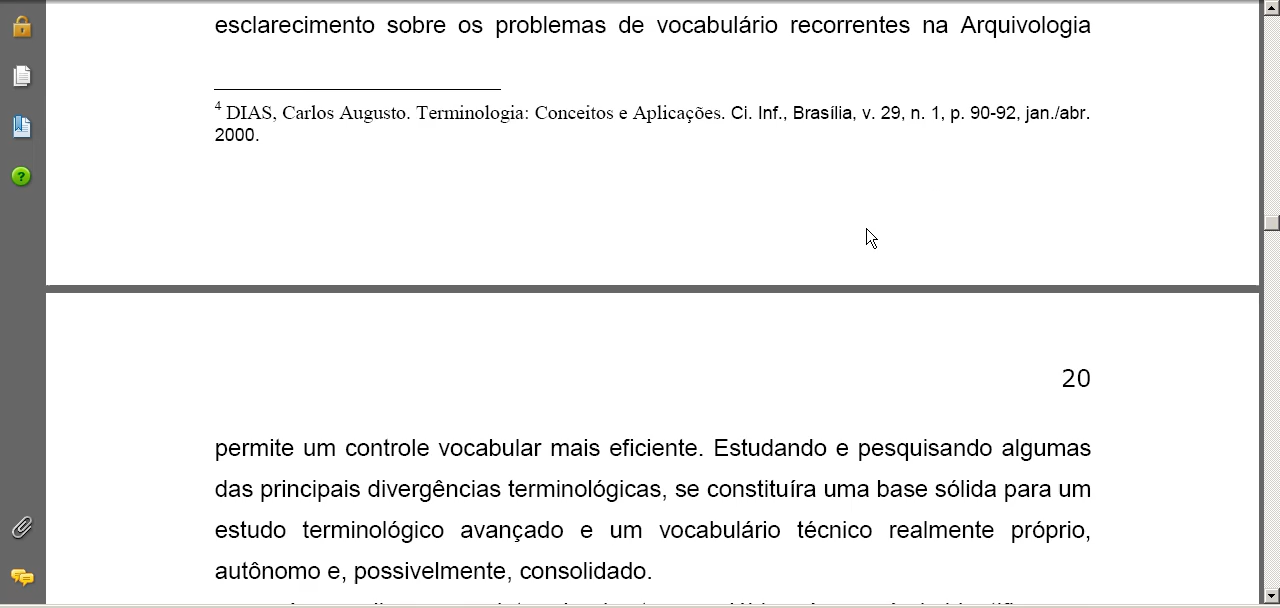 esclarecimento sobre os problemas de vocabulário recorrentes na Arquivologia
4 DIAS, Carlos Augusto. Terminologia: Conceitos e Aplicações. Ci. Inf., Brasília, v. 29, n. 1, p. 90-92, jan./abr.
2000.
20
permite um controle vocabular mais eficiente. Estudando e pesquisando algumas
das principais divergências terminológicas, se constituíra uma base sólida para um
estudo terminológico avançado e um vocabulário técnico realmente próprio,
autônomo e, possivelmente, consolidado.